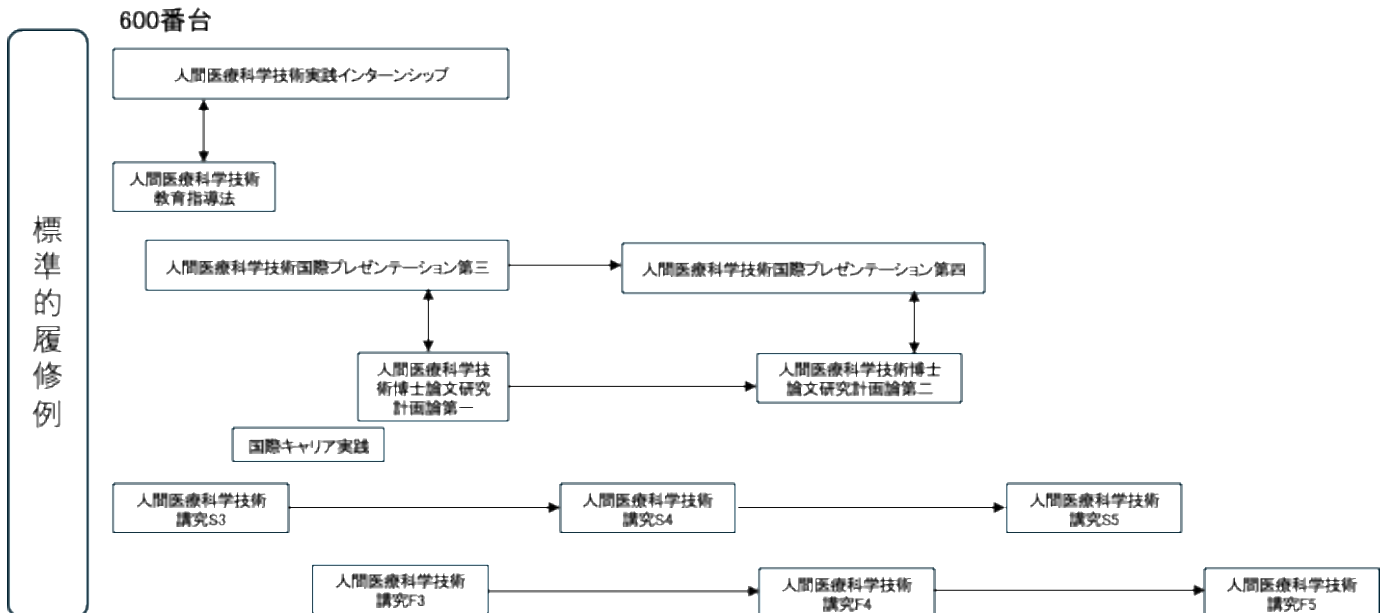 600番台
標準的履修例
人間医療科学技術実践インターンシップ
人間医療科学技術
教育指導法
人間医療科学技術国際プレゼンテーション第三
人間医療科学技術国際プレゼンテーション第四
人間医療科学技
術博士論文研究
計画論第一
人間医療科学技術博士
論文研究計画論第二
国際キャリア実践
人間医療科学技術
講究S3
人間医療科学技術
講究S4
人間医療科学技術
講究S5
人間医療科学技術
講究F3
人間医療科学技術
講究F4
人間医療科学技術
講究F5